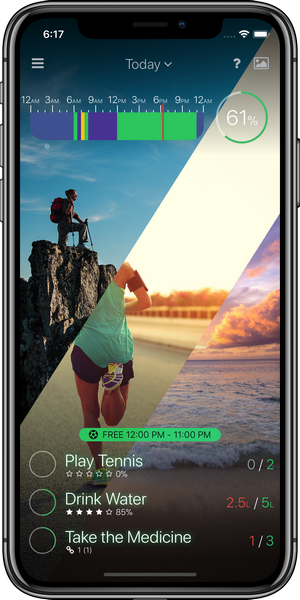 6:17
Today
?
12AM 3AM 6AM 9AM 12PM 3PM 6PM 9PM 12AM
61%
FREE 12:00 PM - 11:00 PM
Play Tennis
0%
0 / 2
Drink Water
85%
2.5L / 5L
Take the Medicine
1 (1)
1 / 3